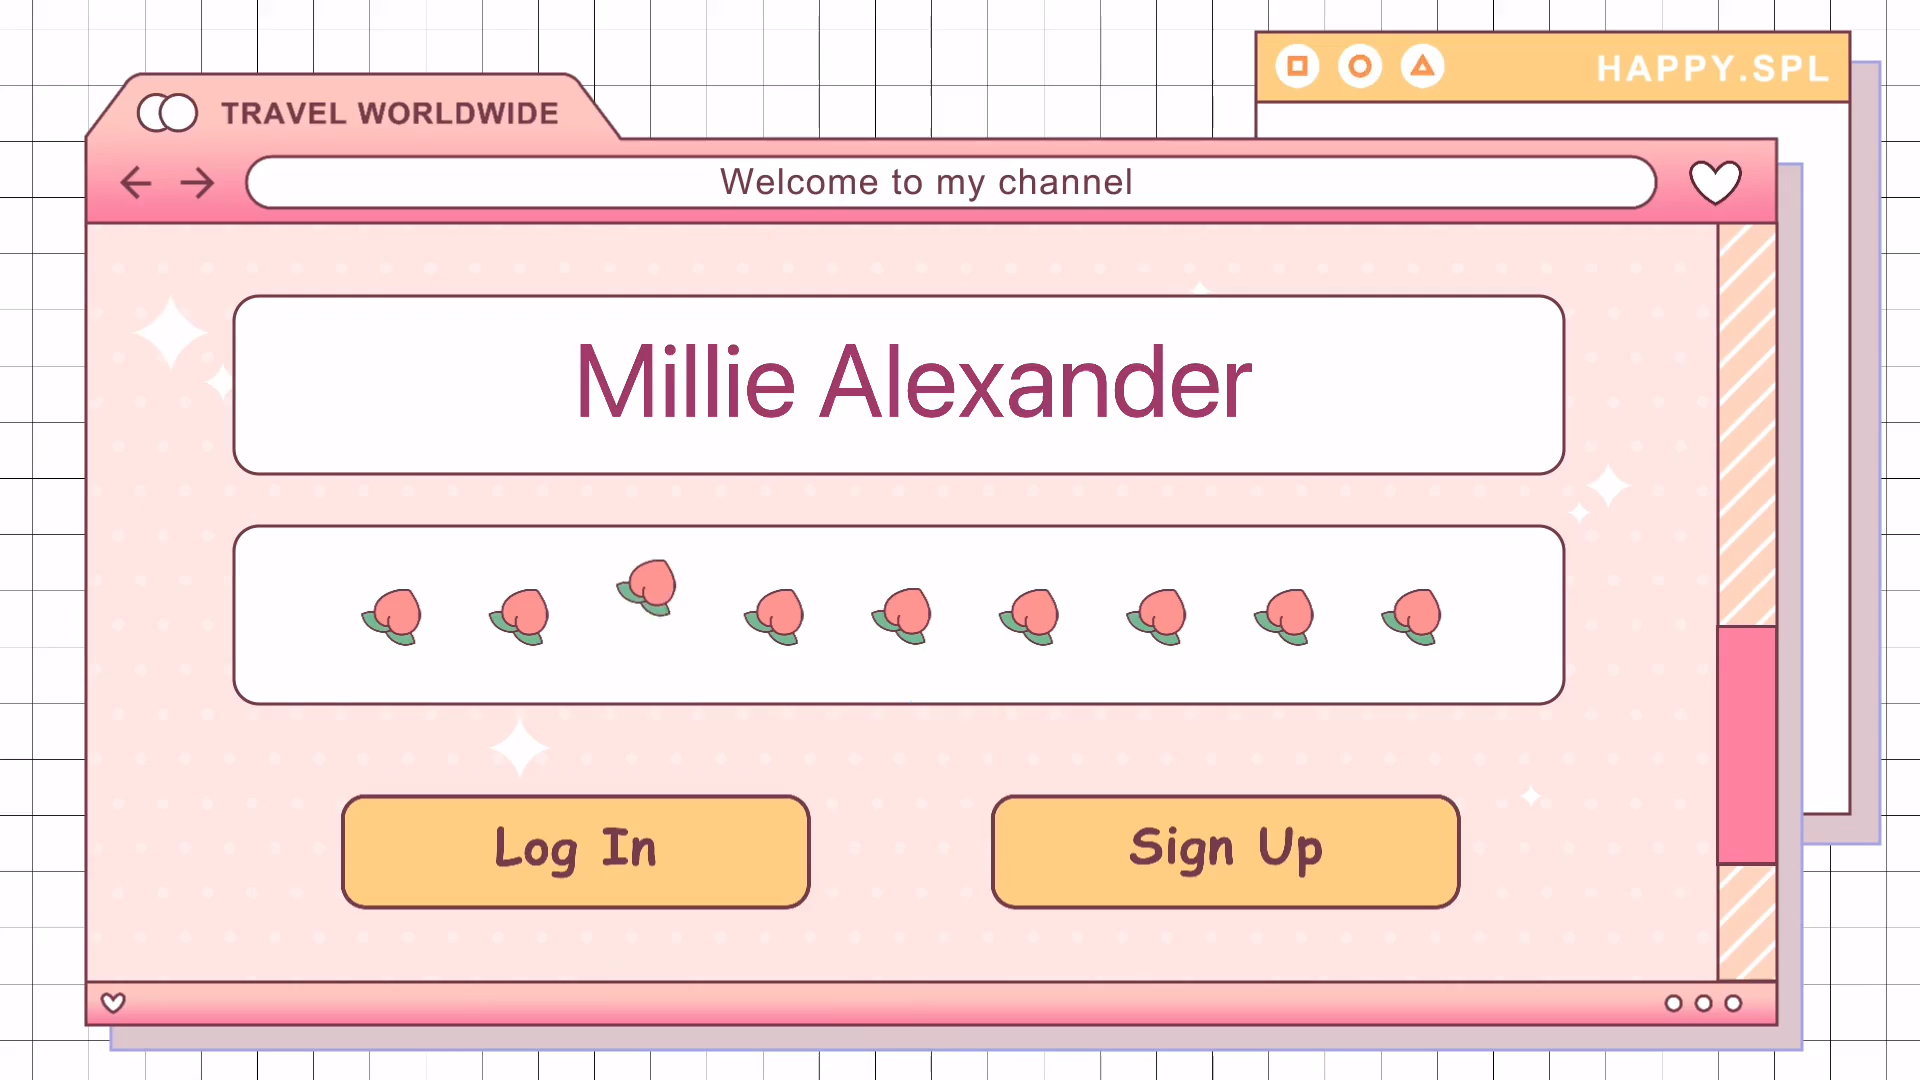 HAPPY.SPL
TRAVEL WORLDWIDE
Welcome to my channel
Millie Alexander
Log In
Sign Up